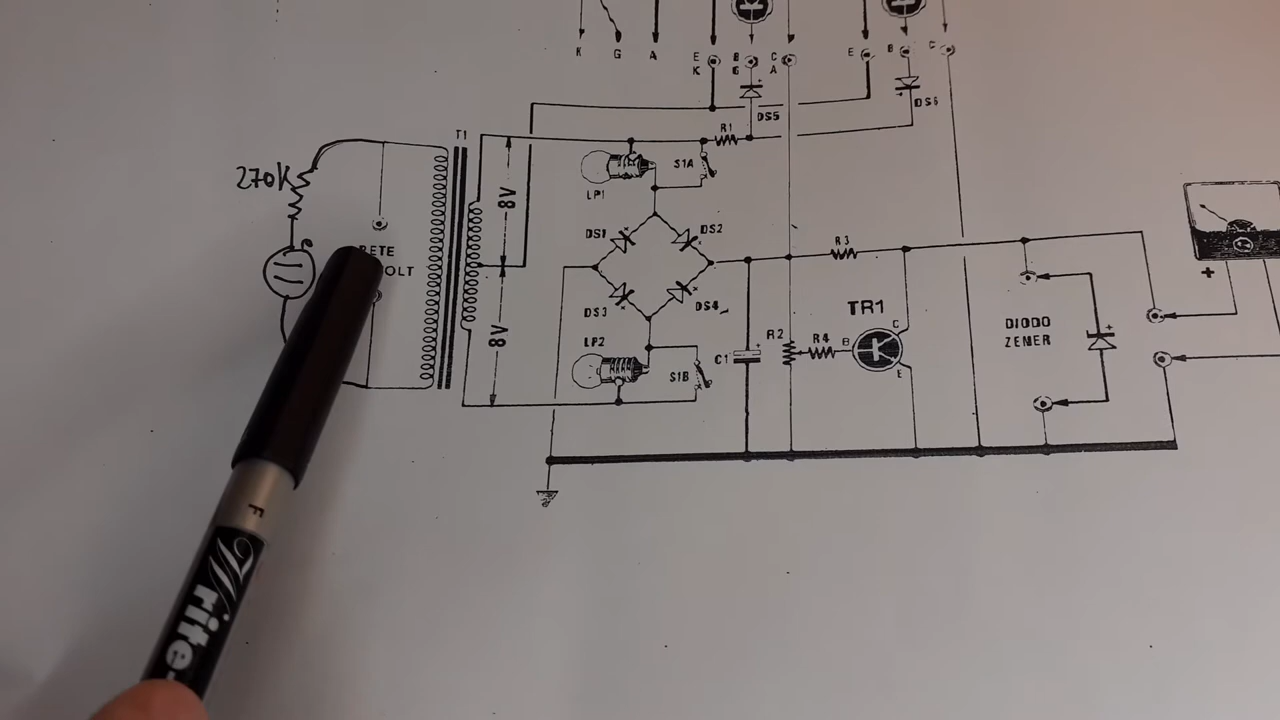 K G A
E K
B G
C A
E
B
C
DS5
DS6
T1
R1
270K
S1A
LP1
8V
DS1
DS2
RETE
VOLT
R3
+
TR1
DS3
DS4
8V
LP2
R2
R4
B
C
E
DIODO
ZENER
C1
S1B
F
Write-